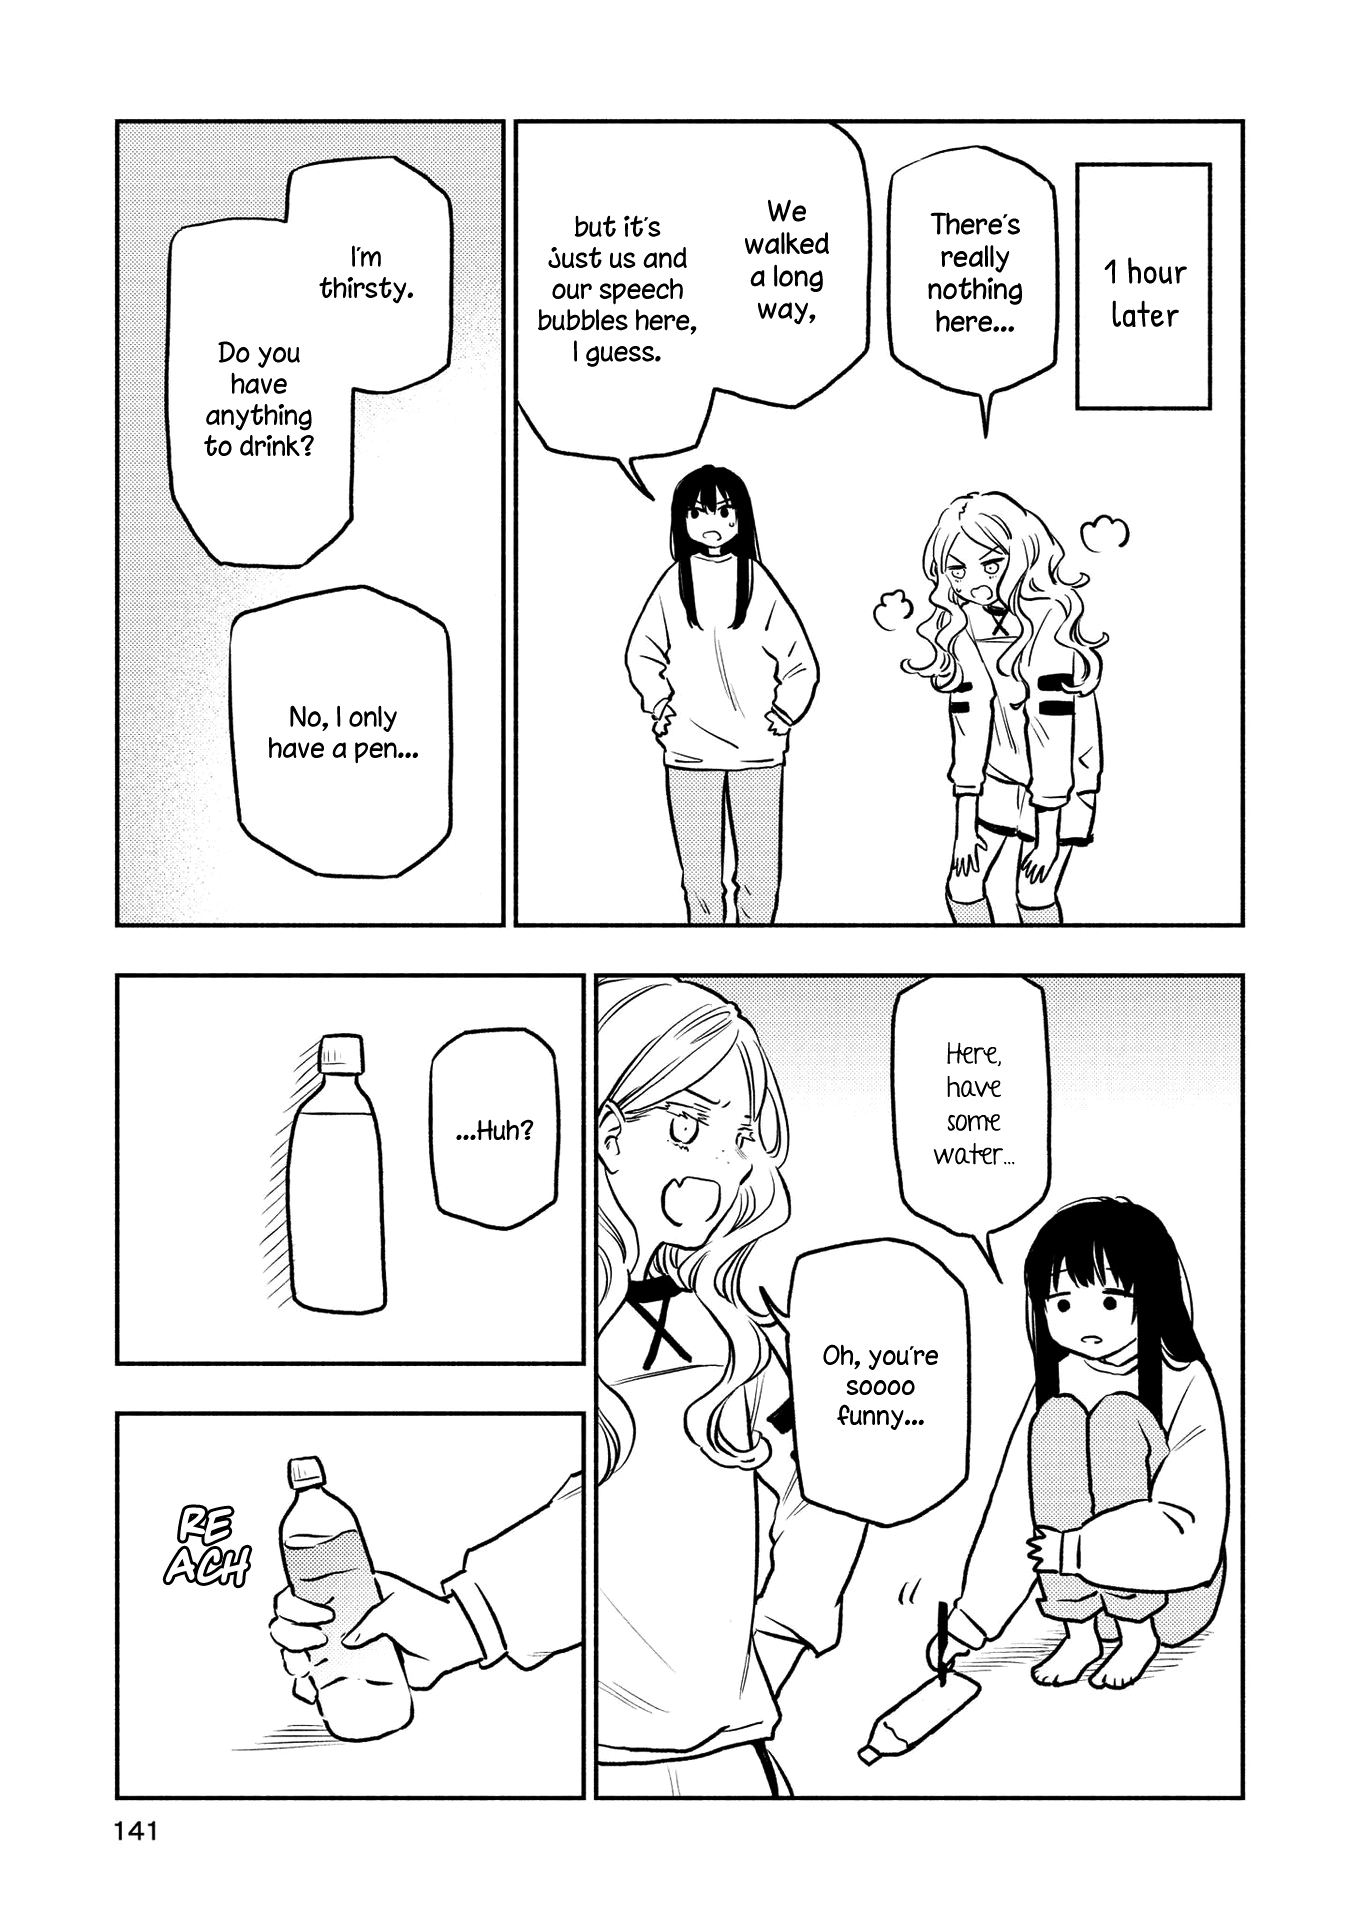 1 hour
later
There's
really
nothing
here...
We
walked
a long
way,
but it's
just us and
our speech
bubbles here,
I guess.
I'm
thirsty.
Do you
have
anything
to drink?
No, I only
have a pen...
Here,
have
some
water...
Oh, you're
soooo
funny...
...Huh?
RE
ACH
141